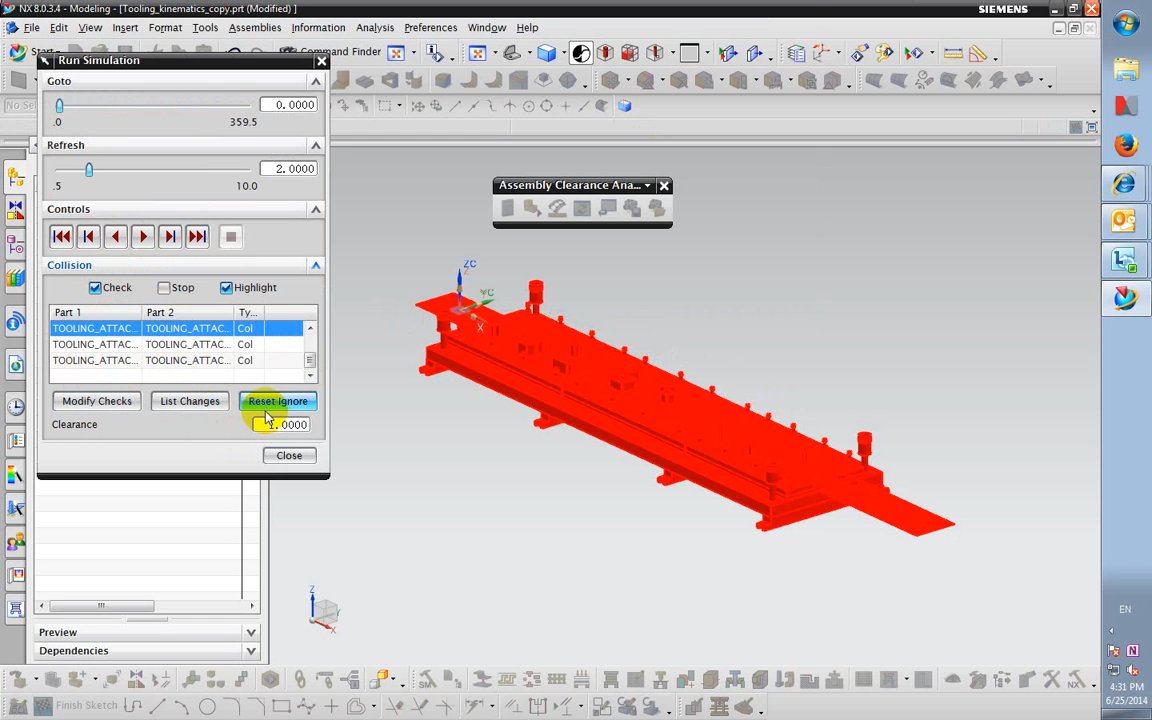 NX 8.0.3.4 - Modeling - [Tooling_kinematics_copy.prt (Modified) ]
SIEMENS
File Edit View Insert Format Tools Assemblies Information Analysis Preferences Window Help
Start
Command Finder
Run Simulation
Goto
0.0000
.0 359.5
Refresh
2.0000
.5 10.0
Controls
Collision
Check Stop Highlight
Part 1 Part 2 Ty...
TOOLING_ATTAC... TOOLING_ATTAC... Col
TOOLING_ATTAC... TOOLING_ATTAC... Col
TOOLING_ATTAC... TOOLING_ATTAC... Col
Modify Checks List Changes Reset Ignore
Clearance 1.0000
Close
Assembly Clearance Ana...
ZC
Z
YC
X
Z
X
Preview
Dependencies
Finish Sketch
EN
4:31 PM
6/25/2014